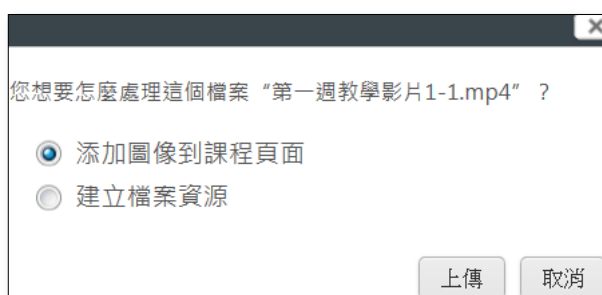 您想要怎麼處理這個檔案“第一週教學影片1-1.mp4”？
添加圖像到課程頁面
建立檔案資源
上傳 取消